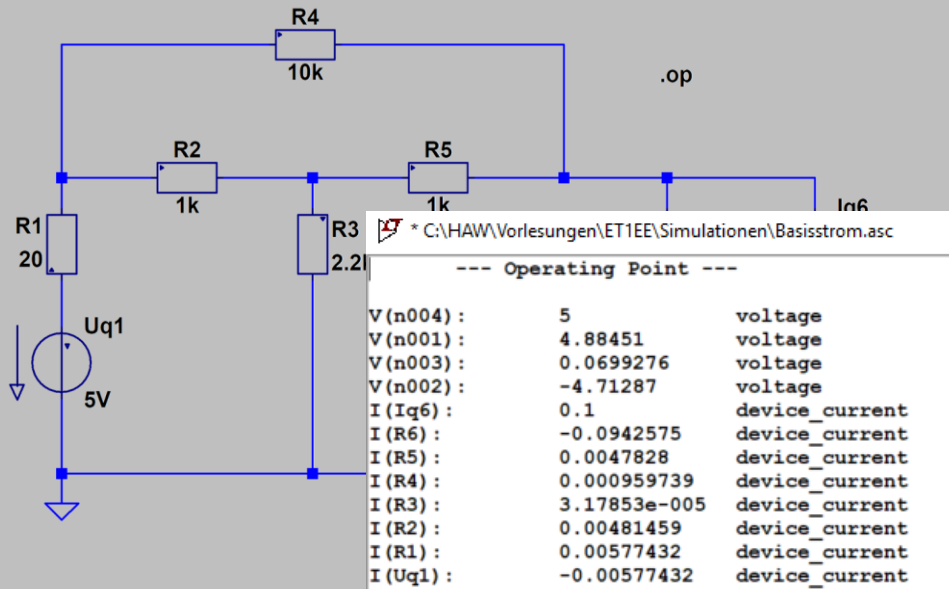 R4
10k
.op
R2
1k
R5
1k
Iq6
R1
20
R3
Uq1
5V
* C:\HAW\Vorlesungen\ET1EE\Simulationen\Basisstrom.asc
--- Operating Point ---
V(n004): 5 voltage
V(n001): 4.88451 voltage
V(n003): 0.0699276 voltage
V(n002): -4.71287 voltage
I(Iq6): 0.1 device_current
I(R6): -0.0942575 device_current
I(R5): 0.0047828 device_current
I(R4): 0.000959739 device_current
I(R3): 3.17853e-005 device_current
I(R2): 0.00481459 device_current
I(R1): 0.00577432 device_current
I(Uq1): -0.00577432 device_current